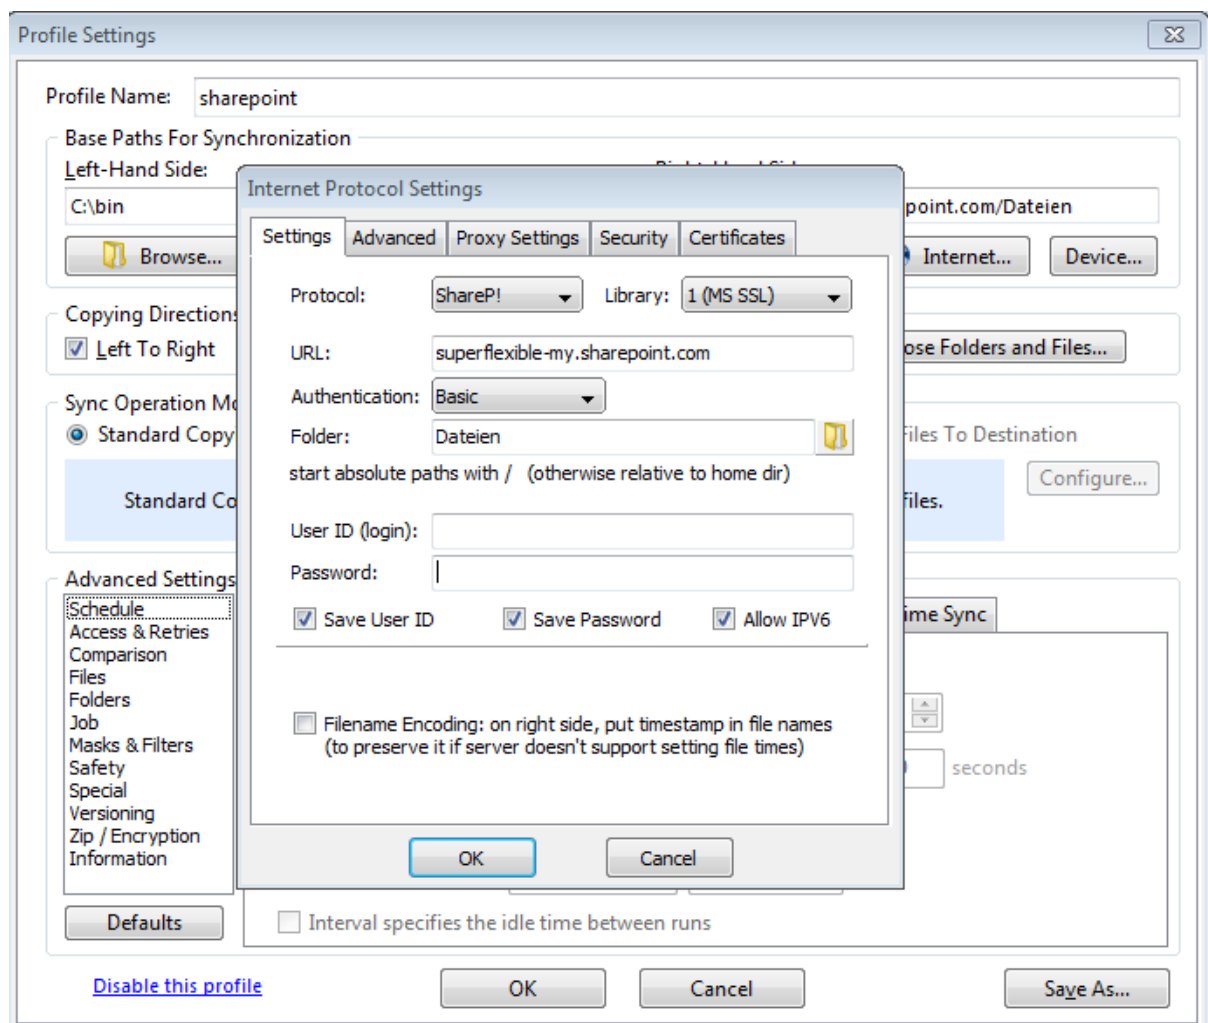 Profile Settings
Profile Name: sharepoint
Base Paths For Synchronization
Left-Hand Side:
C:\bin
point.com/Dateien
Browse...
Internet...
Device...
Copying Directions
Left To Right
ose Folders and Files...
Sync Operation Mo
Standard Copy
Files To Destination
Standard Co
files.
Configure...
Advanced Settings
Schedule
Access & Retries
Comparison
Files
Folders
Job
Masks & Filters
Safety
Special
Versioning
Zip / Encryption
Information
Defaults
ime Sync
seconds
Interval specifies the idle time between runs
Disable this profile
OK
Cancel
Save As...
Internet Protocol Settings
Settings
Advanced
Proxy Settings
Security
Certificates
Protocol: ShareP!
Library: 1 (MS SSL)
URL: superflexible-my.sharepoint.com
Authentication: Basic
Folder: Dateien
start absolute paths with / (otherwise relative to home dir)
User ID (login):
Password:
Save User ID
Save Password
Allow IPV6
Filename Encoding: on right side, put timestamp in file names
(to preserve it if server doesn't support setting file times)
OK
Cancel